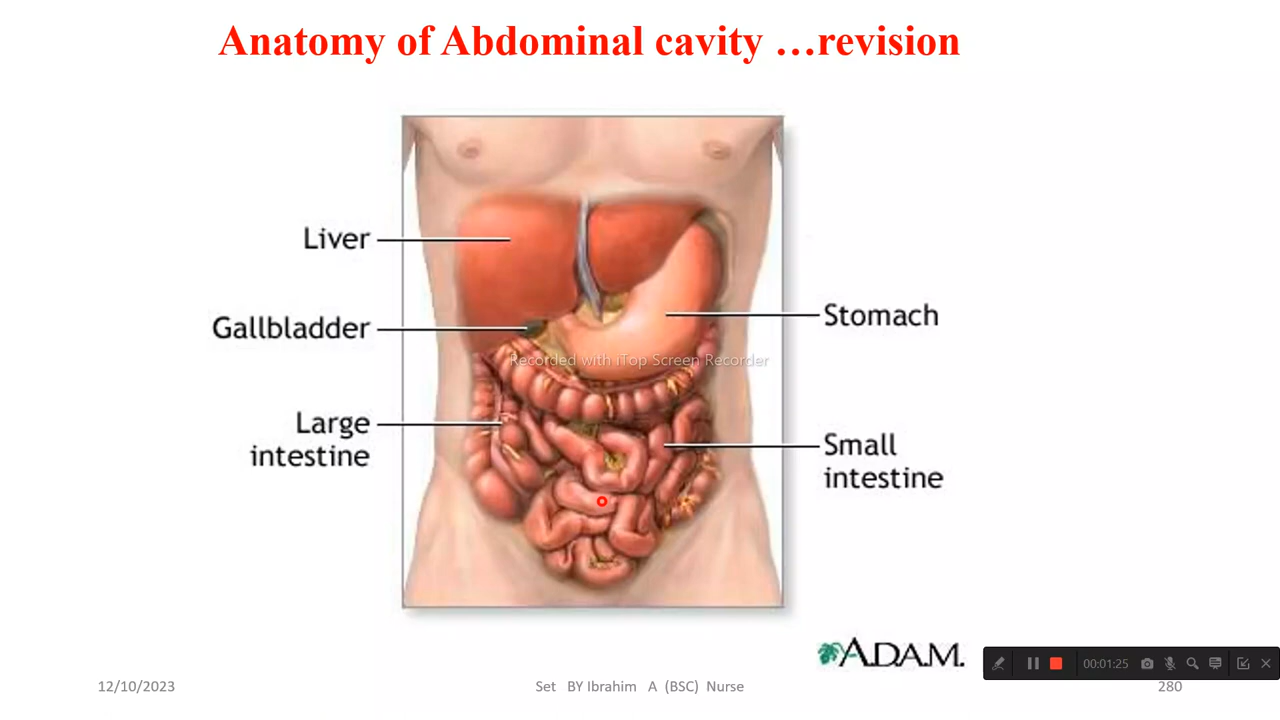 Anatomy of Abdominal cavity …revision
Liver
Gallbladder
Stomach
Recorded with iTop Screen Recorder
Large
intestine
Small
intestine
A.D.A.M.
00:01:25
12/10/2023
Set BY Ibrahim A (BSC) Nurse
280